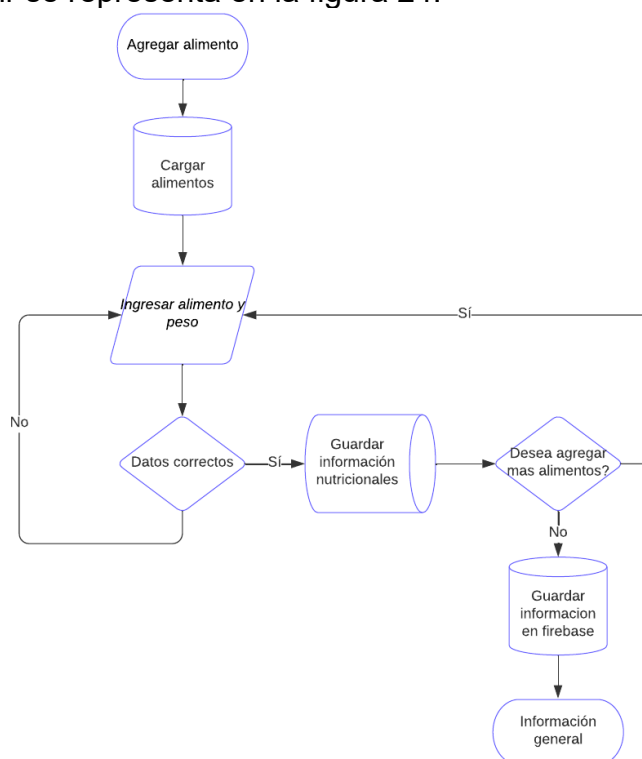 es representa en la figura 24.
Agregar alimento
Cargar
alimentos
Ingresar alimento y
peso
Sí
No
Datos correctos
Sí
Guardar
información
nutricionales
Desea agregar
mas alimentos?
No
Guardar
informacion
en firebase
Información
general